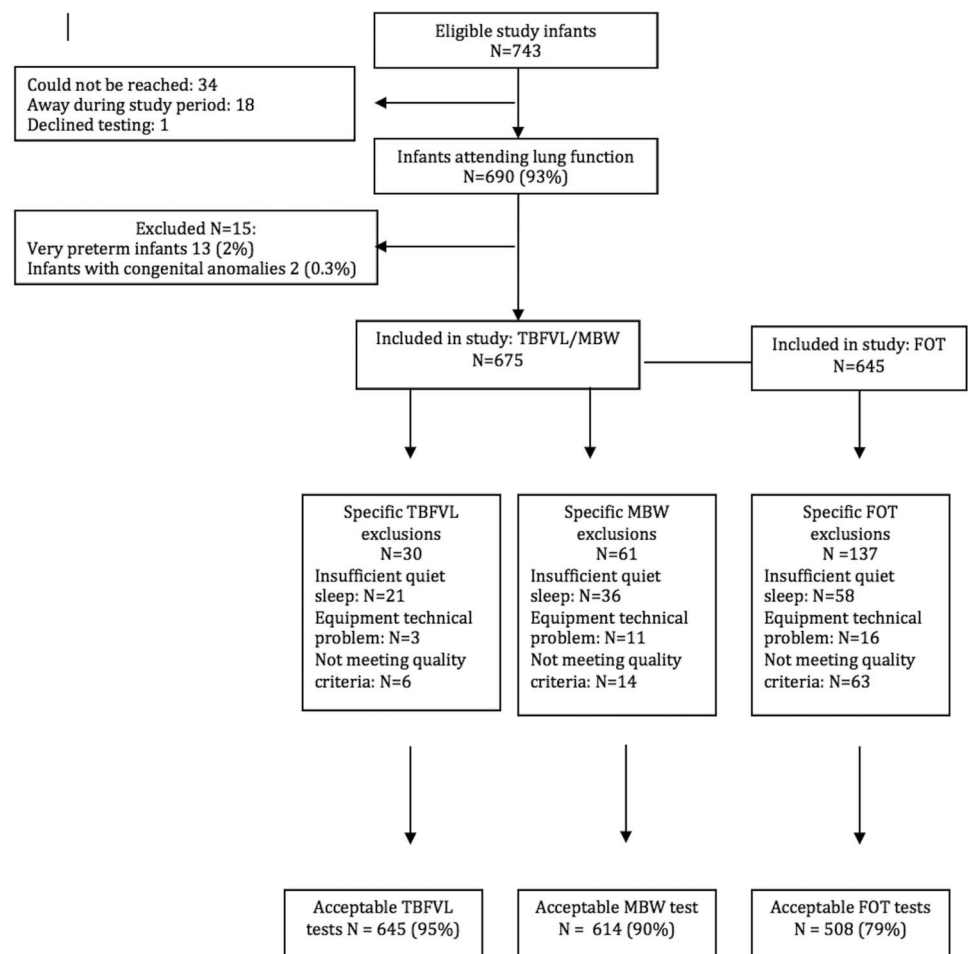 Eligible study infants
N=743
Could not be reached: 34
Away during study period: 18
Declined testing: 1
Infants attending lung function
N=690 (93%)
Excluded N=15:
Very preterm infants 13 (2%)
Infants with congenital anomalies 2 (0.3%)
Included in study: TBFVL/MBW
N=675
Included in study: FOT
N=645
Specific TBFVL
exclusions
N=30
Insufficient quiet
sleep: N=21
Equipment technical
problem: N=3
Not meeting quality
criteria: N=6
Specific MBW
exclusions
N=61
Insufficient quiet
sleep: N=36
Equipment technical
problem: N=11
Not meeting quality
criteria: N=14
Specific FOT
exclusions
N =137
Insufficient quiet
sleep: N=58
Equipment technical
problem: N=16
Not meeting quality
criteria: N=63
Acceptable TBFVL
tests N = 645 (95%)
Acceptable MBW test
N = 614 (90%)
Acceptable FOT tests
N = 508 (79%)